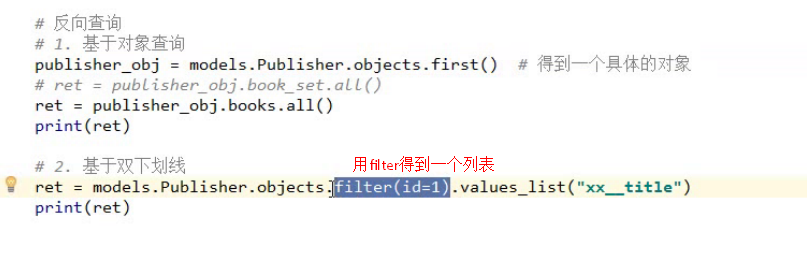 # 反向查询
# 1. 基于对象查询
publisher_obj = models.Publisher.objects.first()  # 得到一个具体的对象
# ret = publisher_obj.book_set.all()
ret = publisher_obj.books.all()
print(ret)
# 2. 基于双下划线
用filter得到一个列表
ret = models.Publisher.objects.filter(id=1).values_list("xx__title")
print(ret)